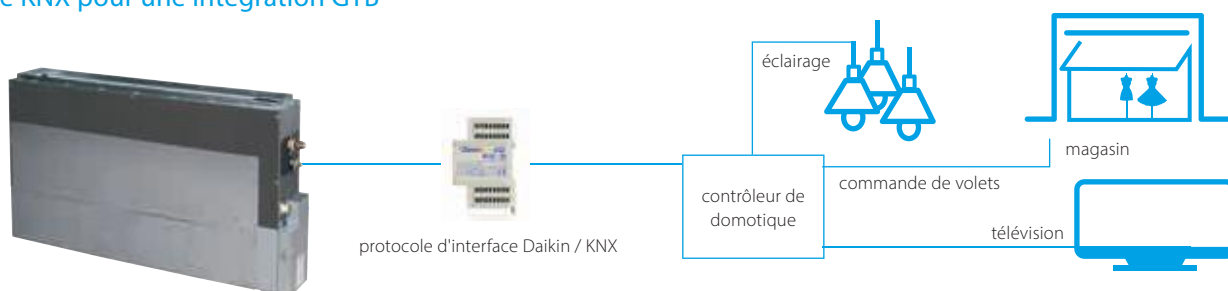 e KNX pour une intégration GTB
éclairage
magasin
commande de volets
contrôleur de
domotique
télévision
protocole d'interface Daikin / KNX